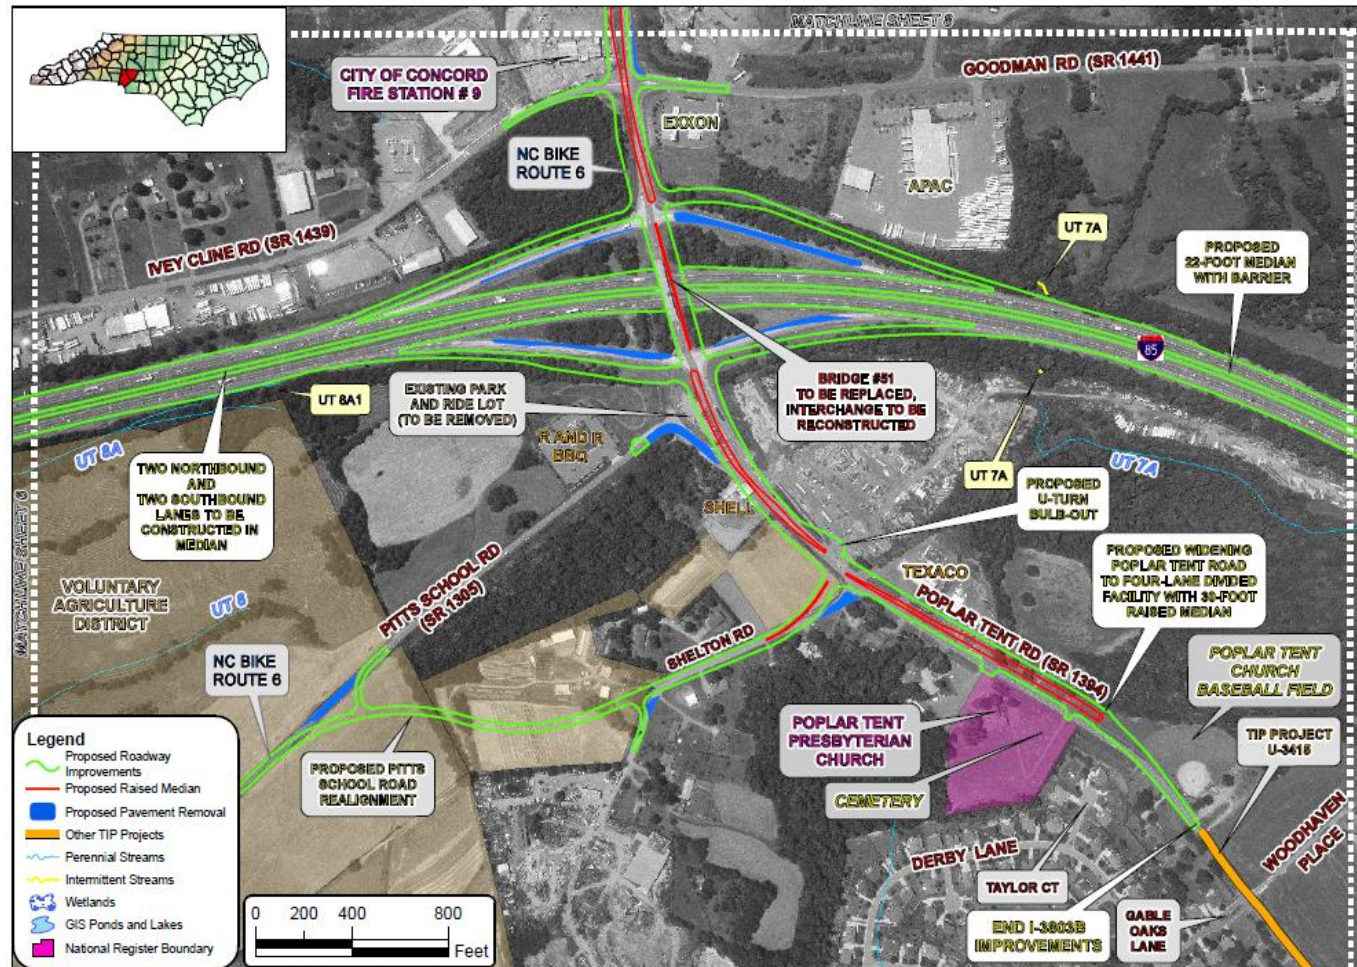 MATCHLINE SHEET 8
CITY OF CONCORD
FIRE STATION # 9
GOODMAN RD (SR 1441)
EXXON
NC BIKE
ROUTE 6
APAC
IVEY CLINE RD (SR 1439)
UT 7A
PROPOSED
22-FOOT MEDIAN
WITH BARRIER
85
UT 8A1
EXISTING PARK
AND RIDE LOT
(TO BE REMOVED)
BRIDGE #51
TO BE REPLACED,
INTERCHANGE TO BE
RECONSTRUCTED
R AND R
BBQ
UT 8A
UT 7A
UT 7A
TWO NORTHBOUND
AND
TWO SOUTHBOUND
LANES TO BE
CONSTRUCTED IN
MEDIAN
SHELL
PROPOSED
U-TURN
BULB-OUT
MATCHLINE SHEET 6
PITTS SCHOOL RD
(SR 1305)
TEXACO
PROPOSED WIDENING
POPLAR TENT ROAD
TO FOUR-LANE DIVIDED
FACILITY WITH 30-FOOT
RAISED MEDIAN
VOLUNTARY
AGRICULTURE
DISTRICT
UT 8
POPLAR TENT RD (SR 1394)
SHELTON RD
NC BIKE
ROUTE 6
POPLAR TENT
CHURCH
BASEBALL FIELD
POPLAR TENT
PRESBYTERIAN
CHURCH
TIP PROJECT
U-3415
PROPOSED PITTS
SCHOOL ROAD
REALIGNMENT
CEMETERY
DERBY LANE
WOODHAVEN
PLACE
TAYLOR CT
END I-3803B
IMPROVEMENTS
GABLE
OAKS
LANE
Legend
Proposed Roadway
Improvements
Proposed Raised Median
Proposed Pavement Removal
Other TIP Projects
Perennial Streams
Intermittent Streams
Wetlands
GIS Ponds and Lakes
National Register Boundary
0 200 400 800
Feet